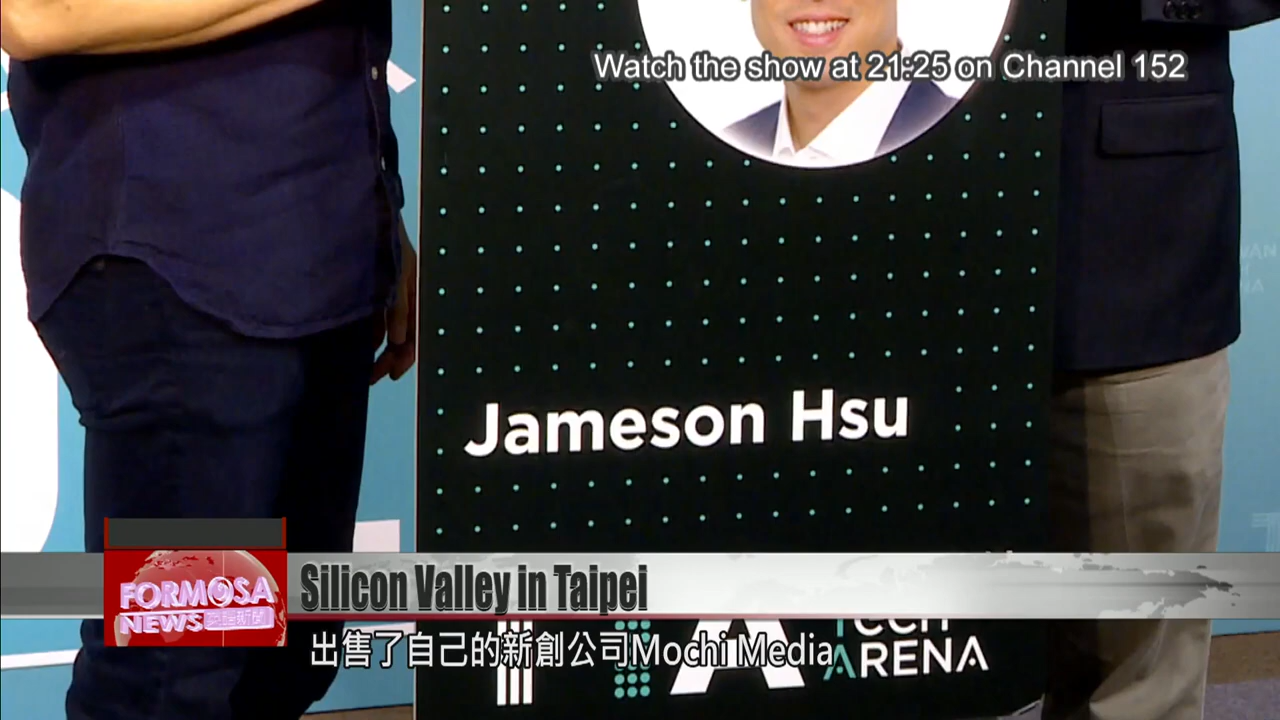 Watch the show at 21:25 on Channel 152
Jameson Hsu
Silicon Valley in Taipei
FORMOSA
NEWS
出售了自己的新創公司Mochi Media
TECH
ARENA